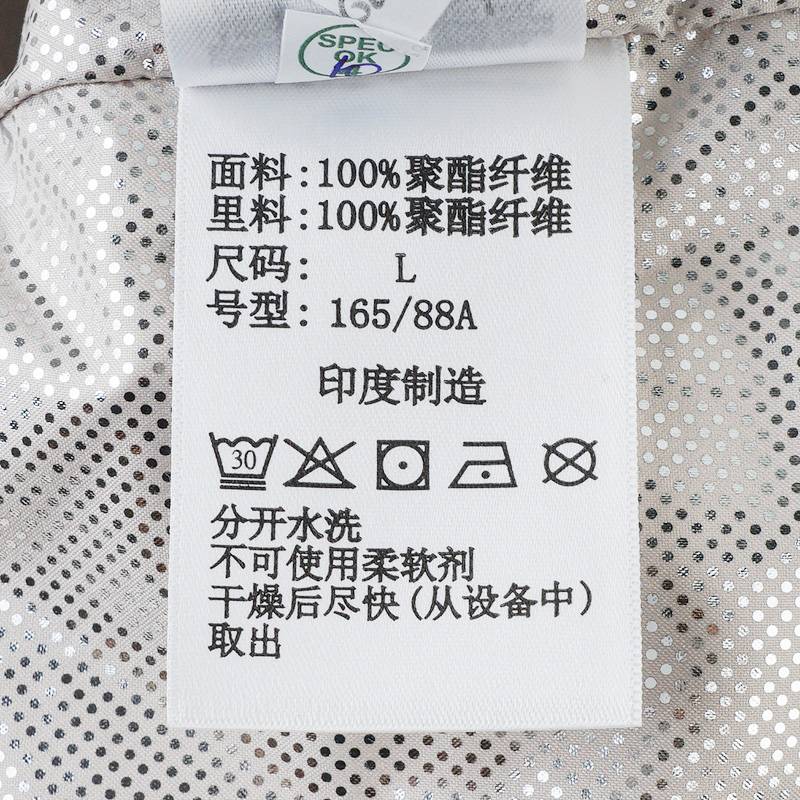 SPEC
OK
面料:100%聚酯纤维
里料:100%聚酯纤维
尺码: L
号型: 165/88A
印度制造
30
分开水洗
不可使用柔软剂
干燥后尽快(从设备中)
取出